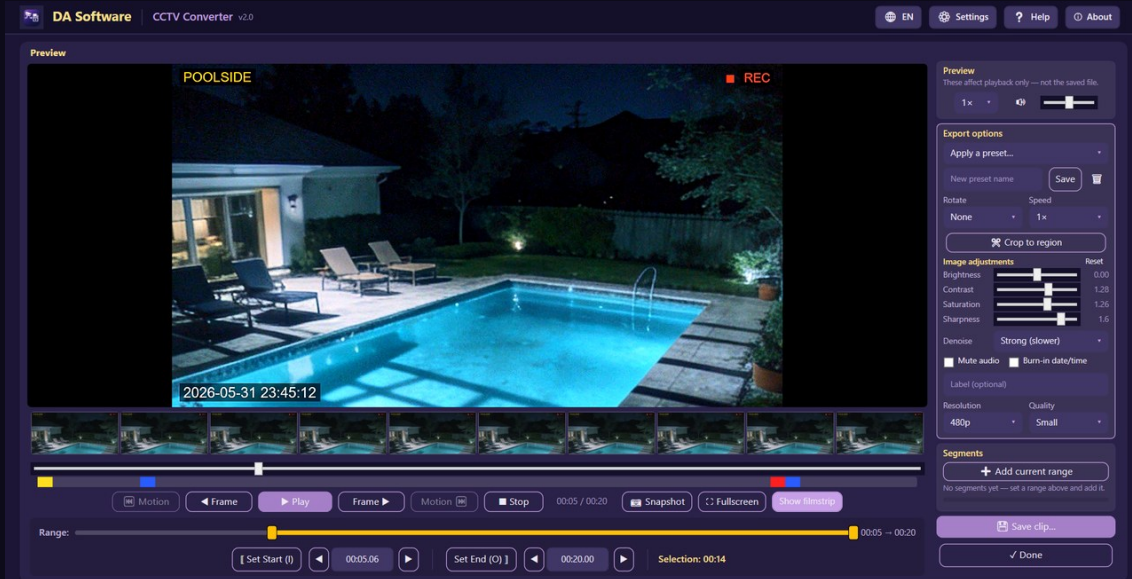 DA Software
CCTV Converter v2.0
EN
Settings
? Help
About
Preview
POOLSIDE
REC
2026-05-31 23:45:12
Motion
Frame
Play
Frame
Motion
Stop
00:05 / 00:20
Snapshot
Fullscreen
Show filmstrip
Range:
00:05 → 00:20
[ Set Start (I)
00:05.06
Set End (O) ]
00:20.00
Selection: 00:14
Preview
These affect playback only — not the saved file.
1×
Export options
Apply a preset...
New preset name
Save
Rotate
Speed
None
1×
Crop to region
Image adjustments
Reset
Brightness
0.00
Contrast
1.28
Saturation
1.26
Sharpness
1.6
Denoise
Strong (slower)
Mute audio
Burn-in date/time
Label (optional)
Resolution
Quality
480p
Small
Segments
+ Add current range
No segments yet — set a range above and add it.
Save clip...
✓ Done